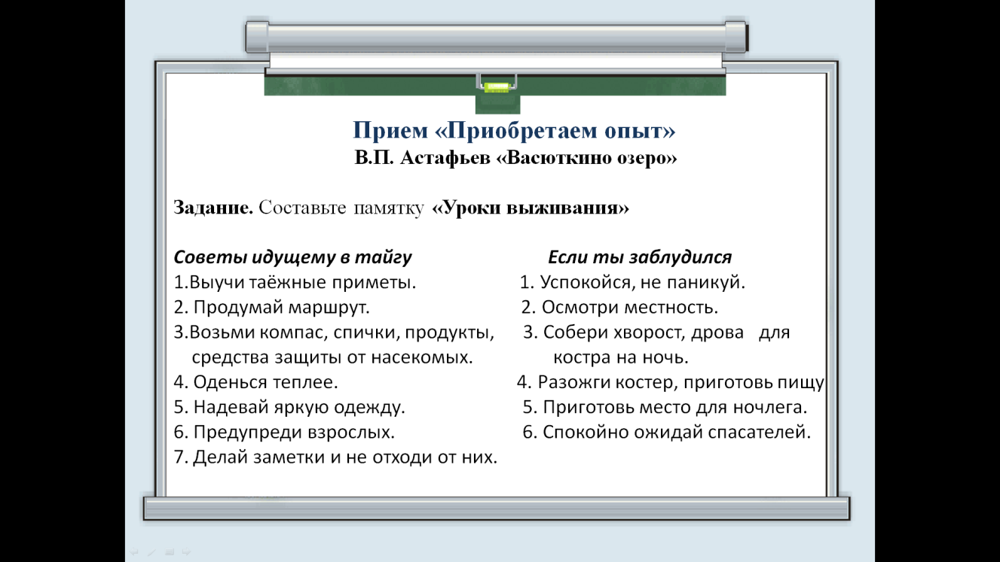 Прием «Приобретаем опыт»
В.П. Астафьев «Васюткино озеро»
Задание. Составьте памятку «Уроки выживания»
Советы идущему в тайгу
1.Выучи таёжные приметы.
2. Продумай маршрут.
3.Возьми компас, спички, продукты,
средства защиты от насекомых.
4. Оденься теплее.
5. Надевай яркую одежду.
6. Предупреди взрослых.
7. Делай заметки и не отходи от них.
Если ты заблудился
1. Успокойся, не паникуй.
2. Осмотри местность.
3. Собери хворост, дрова для
костра на ночь.
4. Разожги костер, приготовь пищу
5. Приготовь место для ночлега.
6. Спокойно ожидай спасателей.